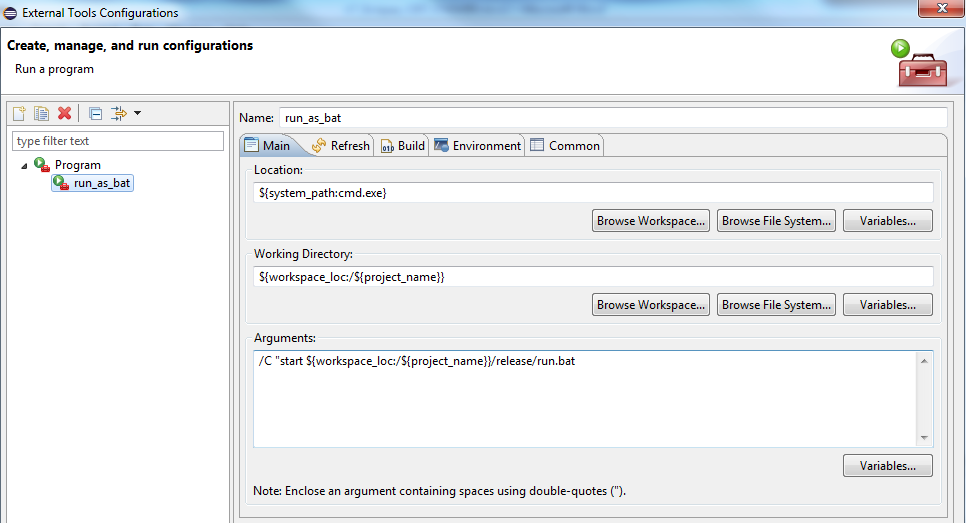 External Tools Configurations
Create, manage, and run configurations
Run a program
Name: run_as_bat
type filter text
Main Refresh Build Environment Common
Program
run_as_bat
Location:
${system_path:cmd.exe}
Browse Workspace... Browse File System... Variables...
Working Directory:
${workspace_loc:/${project_name}}
Browse Workspace... Browse File System... Variables...
Arguments:
/C "start ${workspace_loc:/${project_name}}/release/run.bat
Variables...
Note: Enclose an argument containing spaces using double-quotes (").